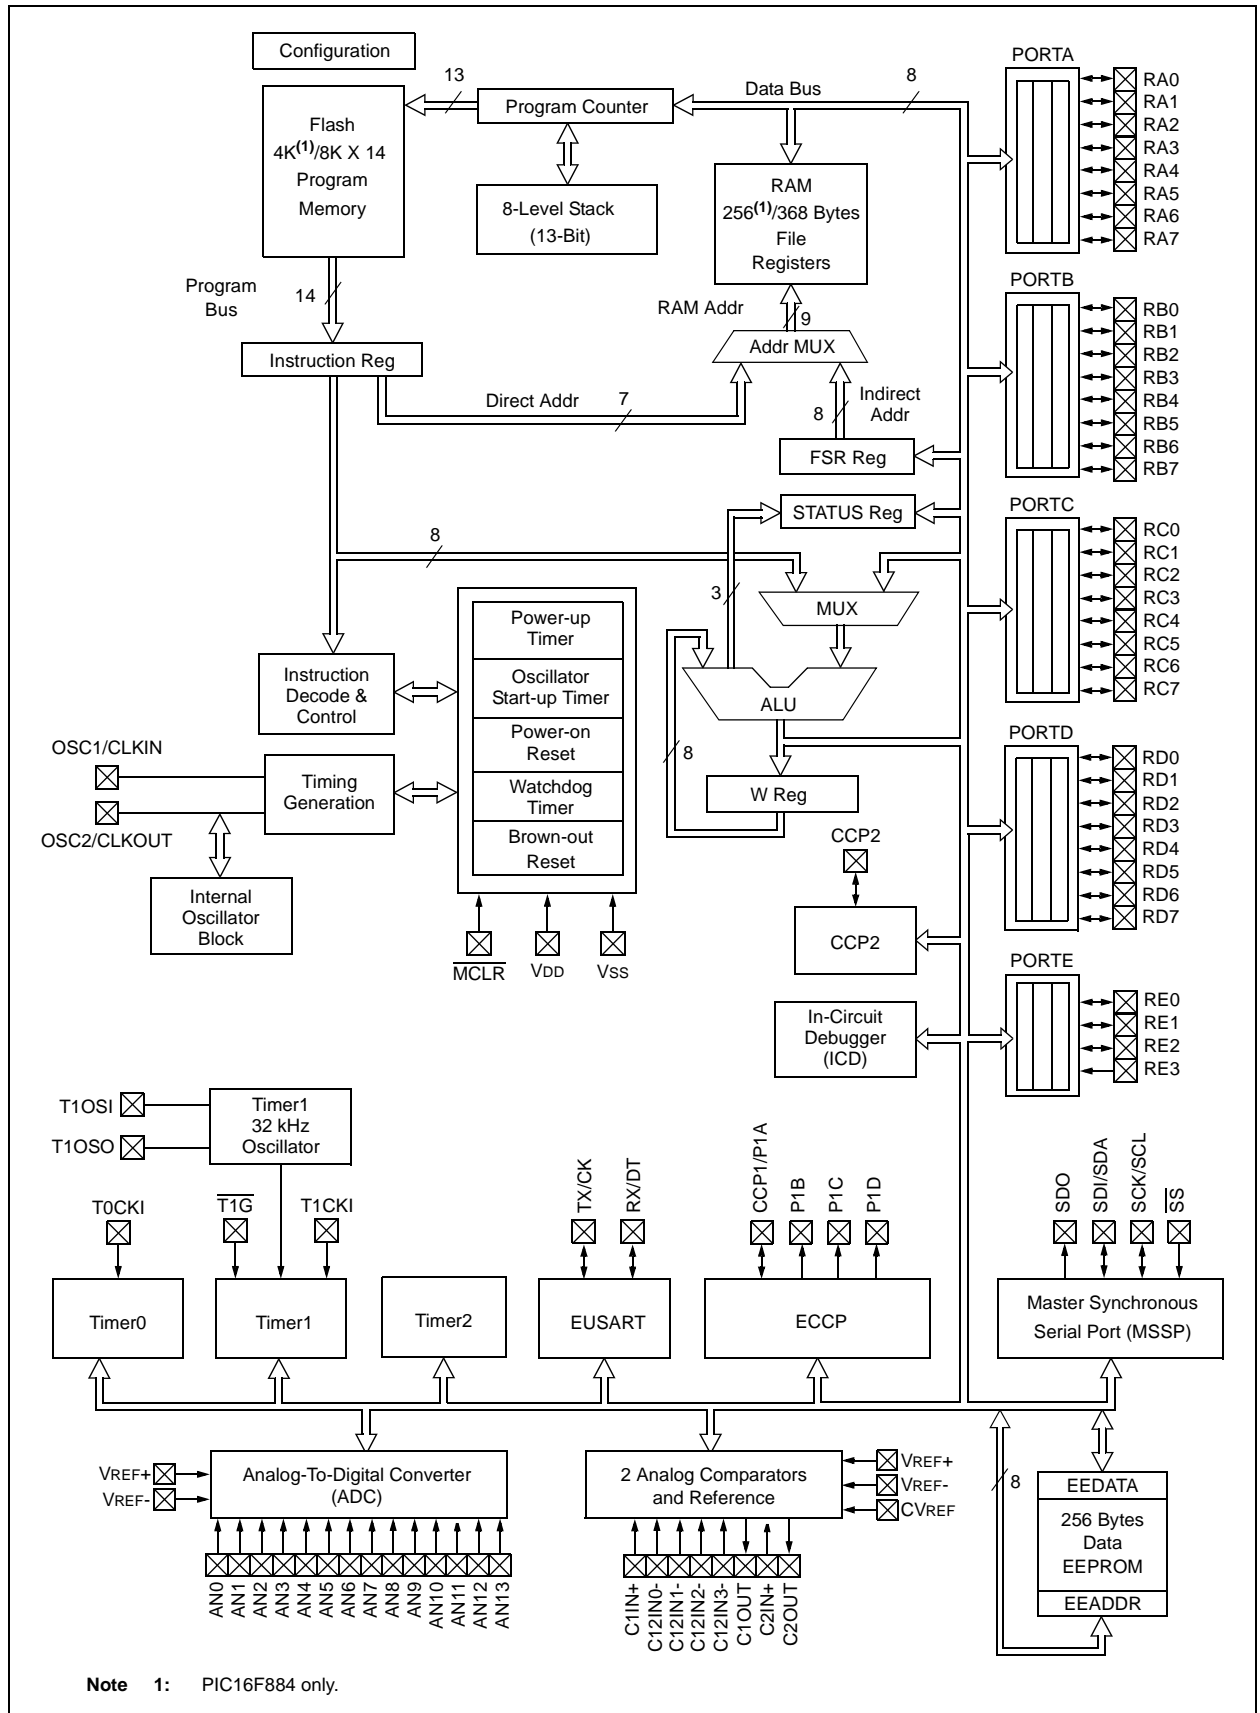 Configuration
13
Flash
4K(1)/8K X 14
Program
Memory
Program Counter
Data Bus
8
8-Level Stack
(13-Bit)
RAM
256(1)/368 Bytes
File
Registers
PORTA
RA0
RA1
RA2
RA3
RA4
RA5
RA6
RA7
Program
Bus
14
RAM Addr
9
Addr MUX
Instruction Reg
Direct Addr
7
Indirect
Addr
8
FSR Reg
STATUS Reg
PORTB
RB0
RB1
RB2
RB3
RB4
RB5
RB6
RB7
8
3
MUX
ALU
8
W Reg
PORTC
RC0
RC1
RC2
RC3
RC4
RC5
RC6
RC7
Instruction
Decode &
Control
Power-up
Timer
Oscillator
Start-up Timer
Power-on
Reset
Watchdog
Timer
Brown-out
Reset
OSC1/CLKIN
OSC2/CLKOUT
Timing
Generation
Internal
Oscillator
Block
MCLR
VDD
VSS
PORTD
RD0
RD1
RD2
RD3
RD4
RD5
RD6
RD7
CCP2
CCP2
In-Circuit
Debugger
(ICD)
PORTE
RE0
RE1
RE2
RE3
T1OSI
T1OSO
Timer1
32 kHz
Oscillator
T0CKI
T1G
T1CKI
TX/CK
RX/DT
CCP1/P1A
P1B
P1C
P1D
SDO
SDI/SDA
SCK/SCL
SS
Timer0
Timer1
Timer2
EUSART
ECCP
Master Synchronous
Serial Port (MSSP)
VREF+
VREF-
Analog-To-Digital Converter
(ADC)
2 Analog Comparators
and Reference
VREF+
VREF-
CVREF
8
EEDATA
256 Bytes
Data
EEPROM
EEADDR
AN0
AN1
AN2
AN3
AN4
AN5
AN6
AN7
AN8
AN9
AN10
AN11
AN12
AN13
C1IN+
C12IN0-
C12IN1-
C12IN2-
C12IN3-
C1OUT
C2IN+
C2OUT
Note 1: PIC16F884 only.